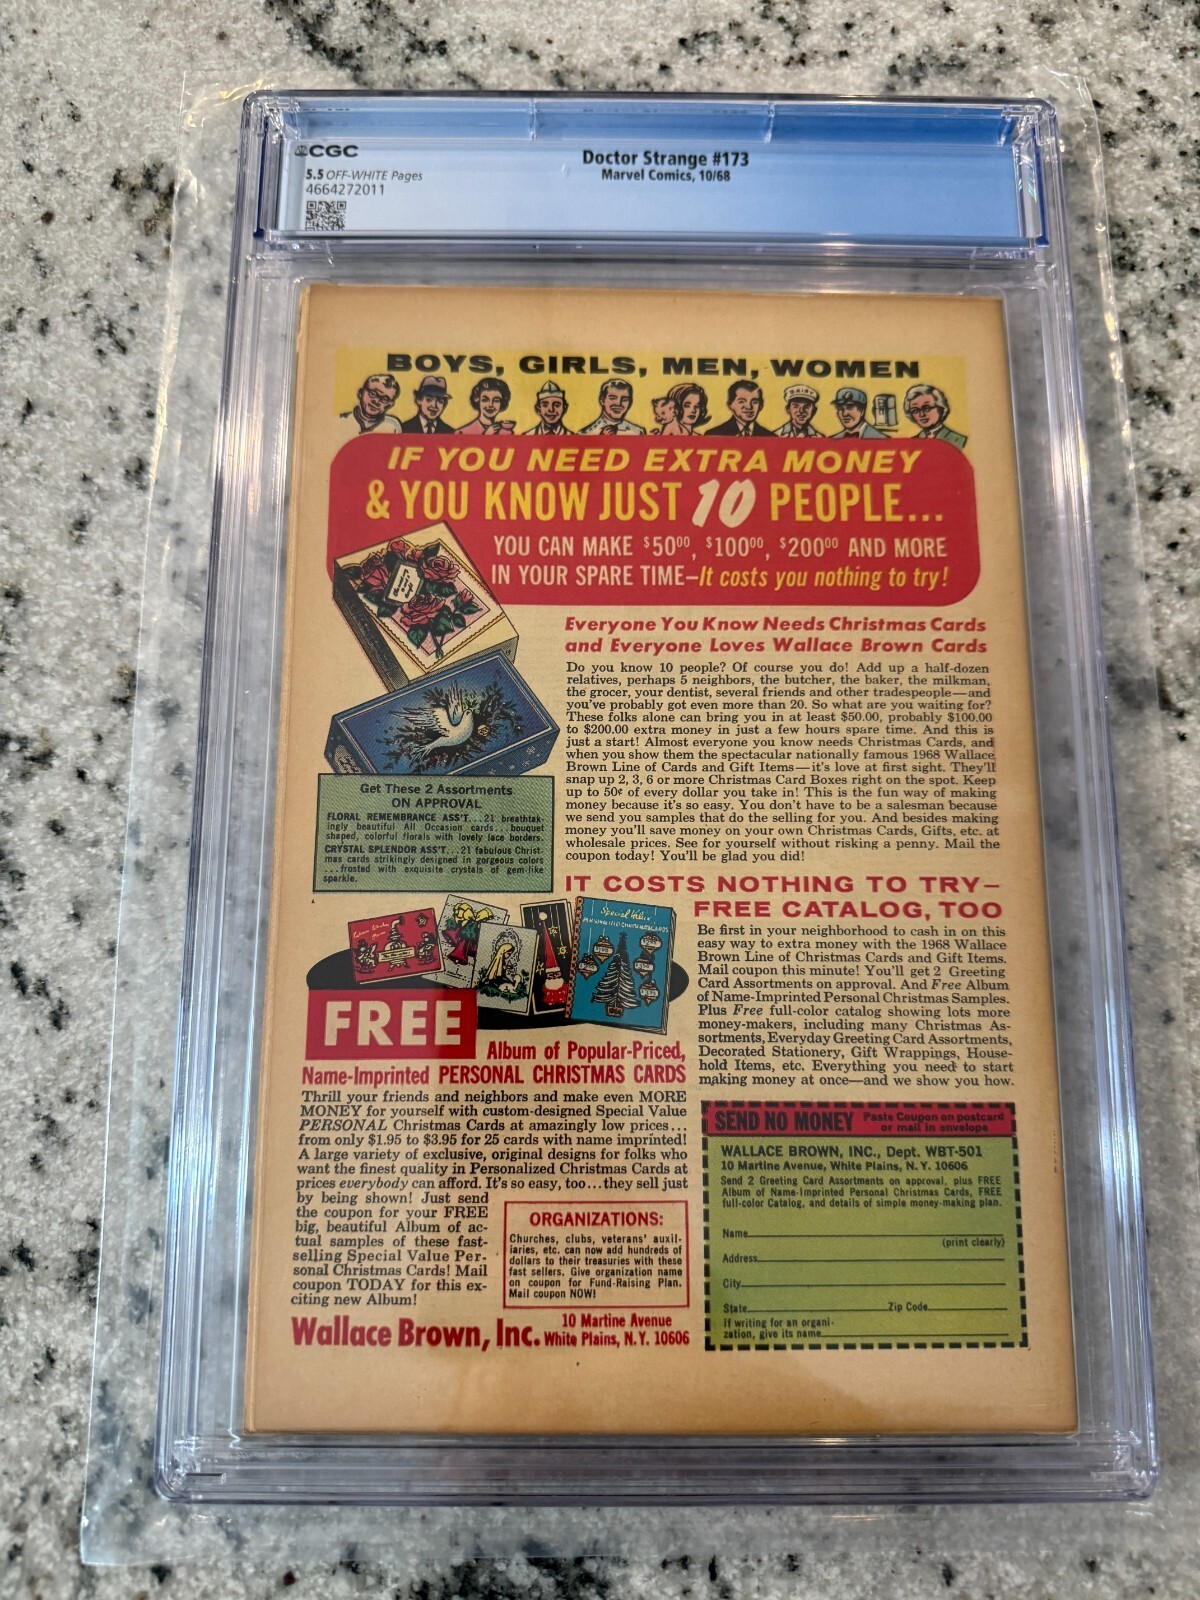 CGC
5.5 OFF-WHITE Pages
4664272011
Doctor Strange #173
Marvel Comics, 10/68
BOYS, GIRLS, MEN, WOMEN
IF YOU NEED EXTRA MONEY
& YOU KNOW JUST 10 PEOPLE...
YOU CAN MAKE $50⁰⁰, $100⁰⁰, $200⁰⁰ AND MORE
IN YOUR SPARE TIME—It costs you nothing to try!
Everyone You Know Needs Christmas Cards
and Everyone Loves Wallace Brown Cards
Do you know 10 people? Of course you do! Add up a half-dozen
relatives, perhaps 5 neighbors, the butcher, the baker, the milkman,
the grocer, your dentist, several friends and other tradespeople—and
you've probably got even more than 20. So what are you waiting for?
These folks alone can bring you in at least $50.00, probably $100.00
to $200.00 extra money in just a few hours spare time. And this is
just a start! Almost everyone you know needs Christmas Cards, and
when you show them the spectacular nationally famous 1968 Wallace
Brown Line of Cards and Gift Items—it's love at first sight. They'll
snap up 2, 3, 6 or more Christmas Card Boxes right on the spot. Keep
up to 50¢ of every dollar you take in! This is the fun way of making
money because it's so easy. You don't have to be a salesman because
we send you samples that do the selling for you. And besides making
money you'll save money on your own Christmas Cards, Gifts, etc. at
wholesale prices. See for yourself without risking a penny. Mail the
coupon today! You'll be glad you did!
Get These 2 Assortments
ON APPROVAL
FLORAL REMEMBRANCE ASS'T...21 breathtak-
ingly beautiful All Occasion cards...bouquet
shaped, colorful florals with lovely lace borders.
CRYSTAL SPLENDOR ASS'T...21 fabulous Christ-
mas cards strikingly designed in gorgeous colors
...frosted with exquisite crystals of gem-like
sparkle.
IT COSTS NOTHING TO TRY—
FREE CATALOG, TOO
Be first in your neighborhood to cash in on this
easy way to extra money with the 1968 Wallace
Brown Line of Christmas Cards and Gift Items.
Mail coupon this minute! You'll get 2 Greeting
Card Assortments on approval. And Free Album
of Name-Imprinted Personal Christmas Samples.
Plus Free full-color catalog showing lots more
money-makers, including many Christmas As-
sortments, Everyday Greeting Card Assortments,
Decorated Stationery, Gift Wrappings, House-
hold Items, etc. Everything you need to start
making money at once—and we show you how.
Special Value
FREE
Album of Popular-Priced,
Name-Imprinted PERSONAL CHRISTMAS CARDS
Thrill your friends and neighbors and make even MORE
MONEY for yourself with custom-designed Special Value
PERSONAL Christmas Cards at amazingly low prices...
from only $1.95 to $3.95 for 25 cards with name imprinted!
A large variety of exclusive, original designs for folks who
want the finest quality in Personalized Christmas Cards at
prices everybody can afford. It's so easy, too...they sell just
by being shown! Just send
the coupon for your FREE
big, beautiful Album of ac-
tual samples of these fast-
selling Special Value Per-
sonal Christmas Cards! Mail
coupon TODAY for this ex-
citing new Album!
ORGANIZATIONS:
Churches, clubs, veterans' auxil-
iaries, etc. can now add hundreds of
dollars to their treasuries with these
fast sellers. Give organization name
on coupon for Fund-Raising Plan.
Mail coupon NOW!
Wallace Brown, Inc. 10 Martine Avenue
White Plains, N.Y. 10606
SEND NO MONEY Paste Coupon on postcard
or mail in envelope
WALLACE BROWN, INC., Dept. WBT-501
10 Martine Avenue, White Plains, N. Y. 10606
Send 2 Greeting Card Assortments on approval, plus FREE
Album of Name-Imprinted Personal Christmas Cards, FREE
full-color Catalog, and details of simple money-making plan.
Name
(print clearly)
Address
City
State Zip Code
If writing for an organi-
zation, give its name